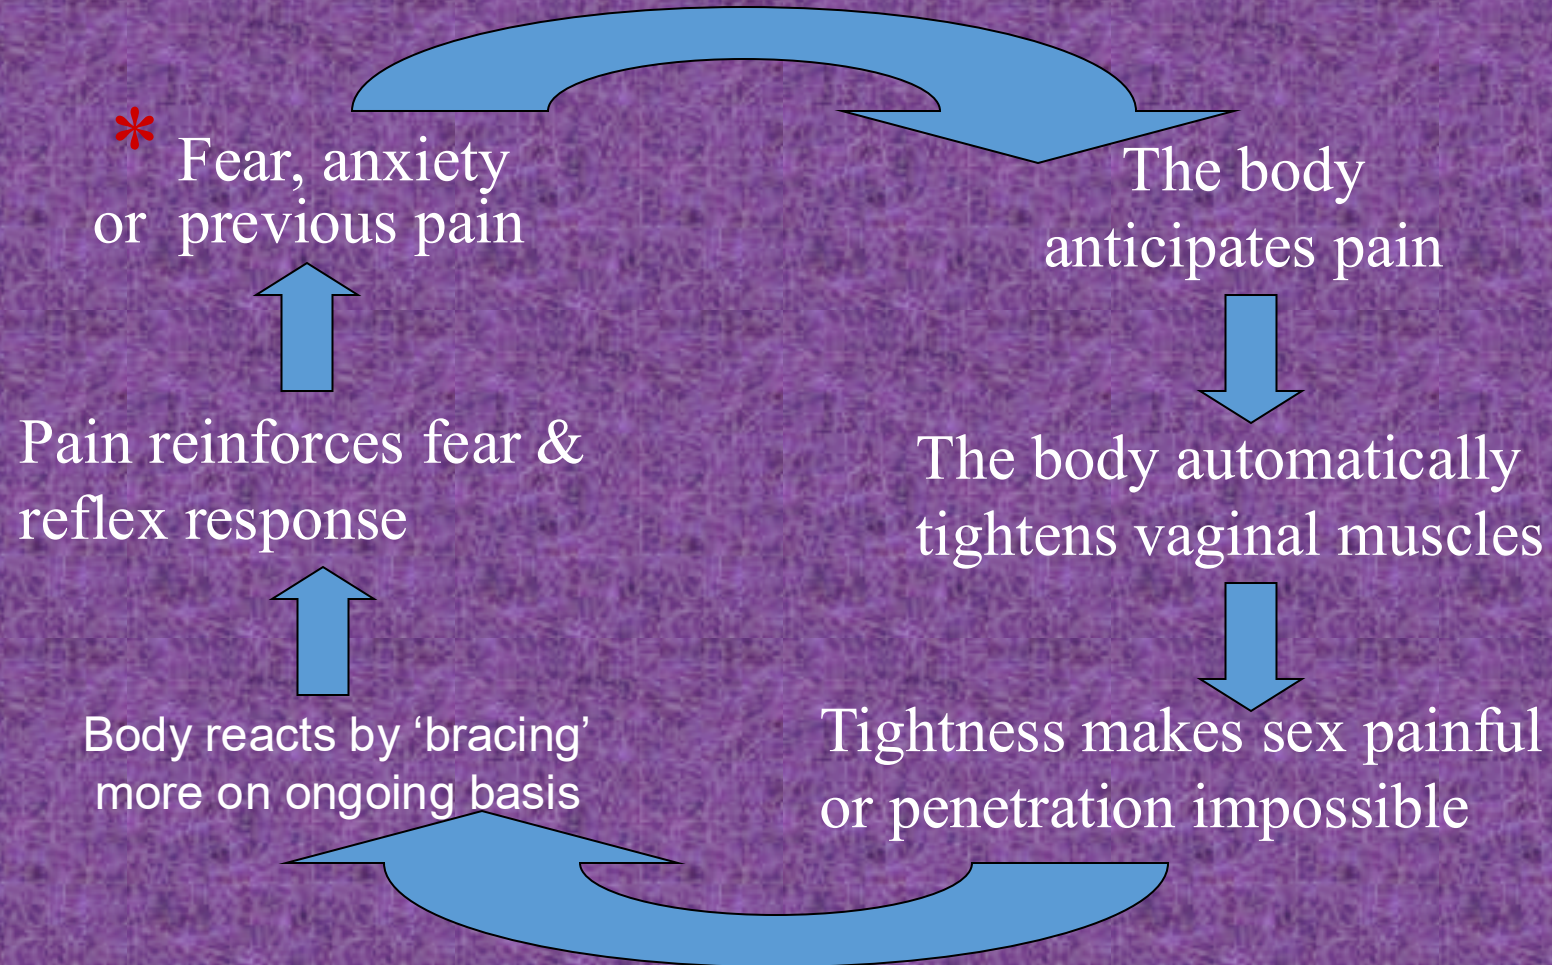 * Fear, anxiety
or previous pain
The body
anticipates pain
The body automatically
tightens vaginal muscles
Tightness makes sex painful
or penetration impossible
Body reacts by ‘bracing’
more on ongoing basis
Pain reinforces fear &
reflex response